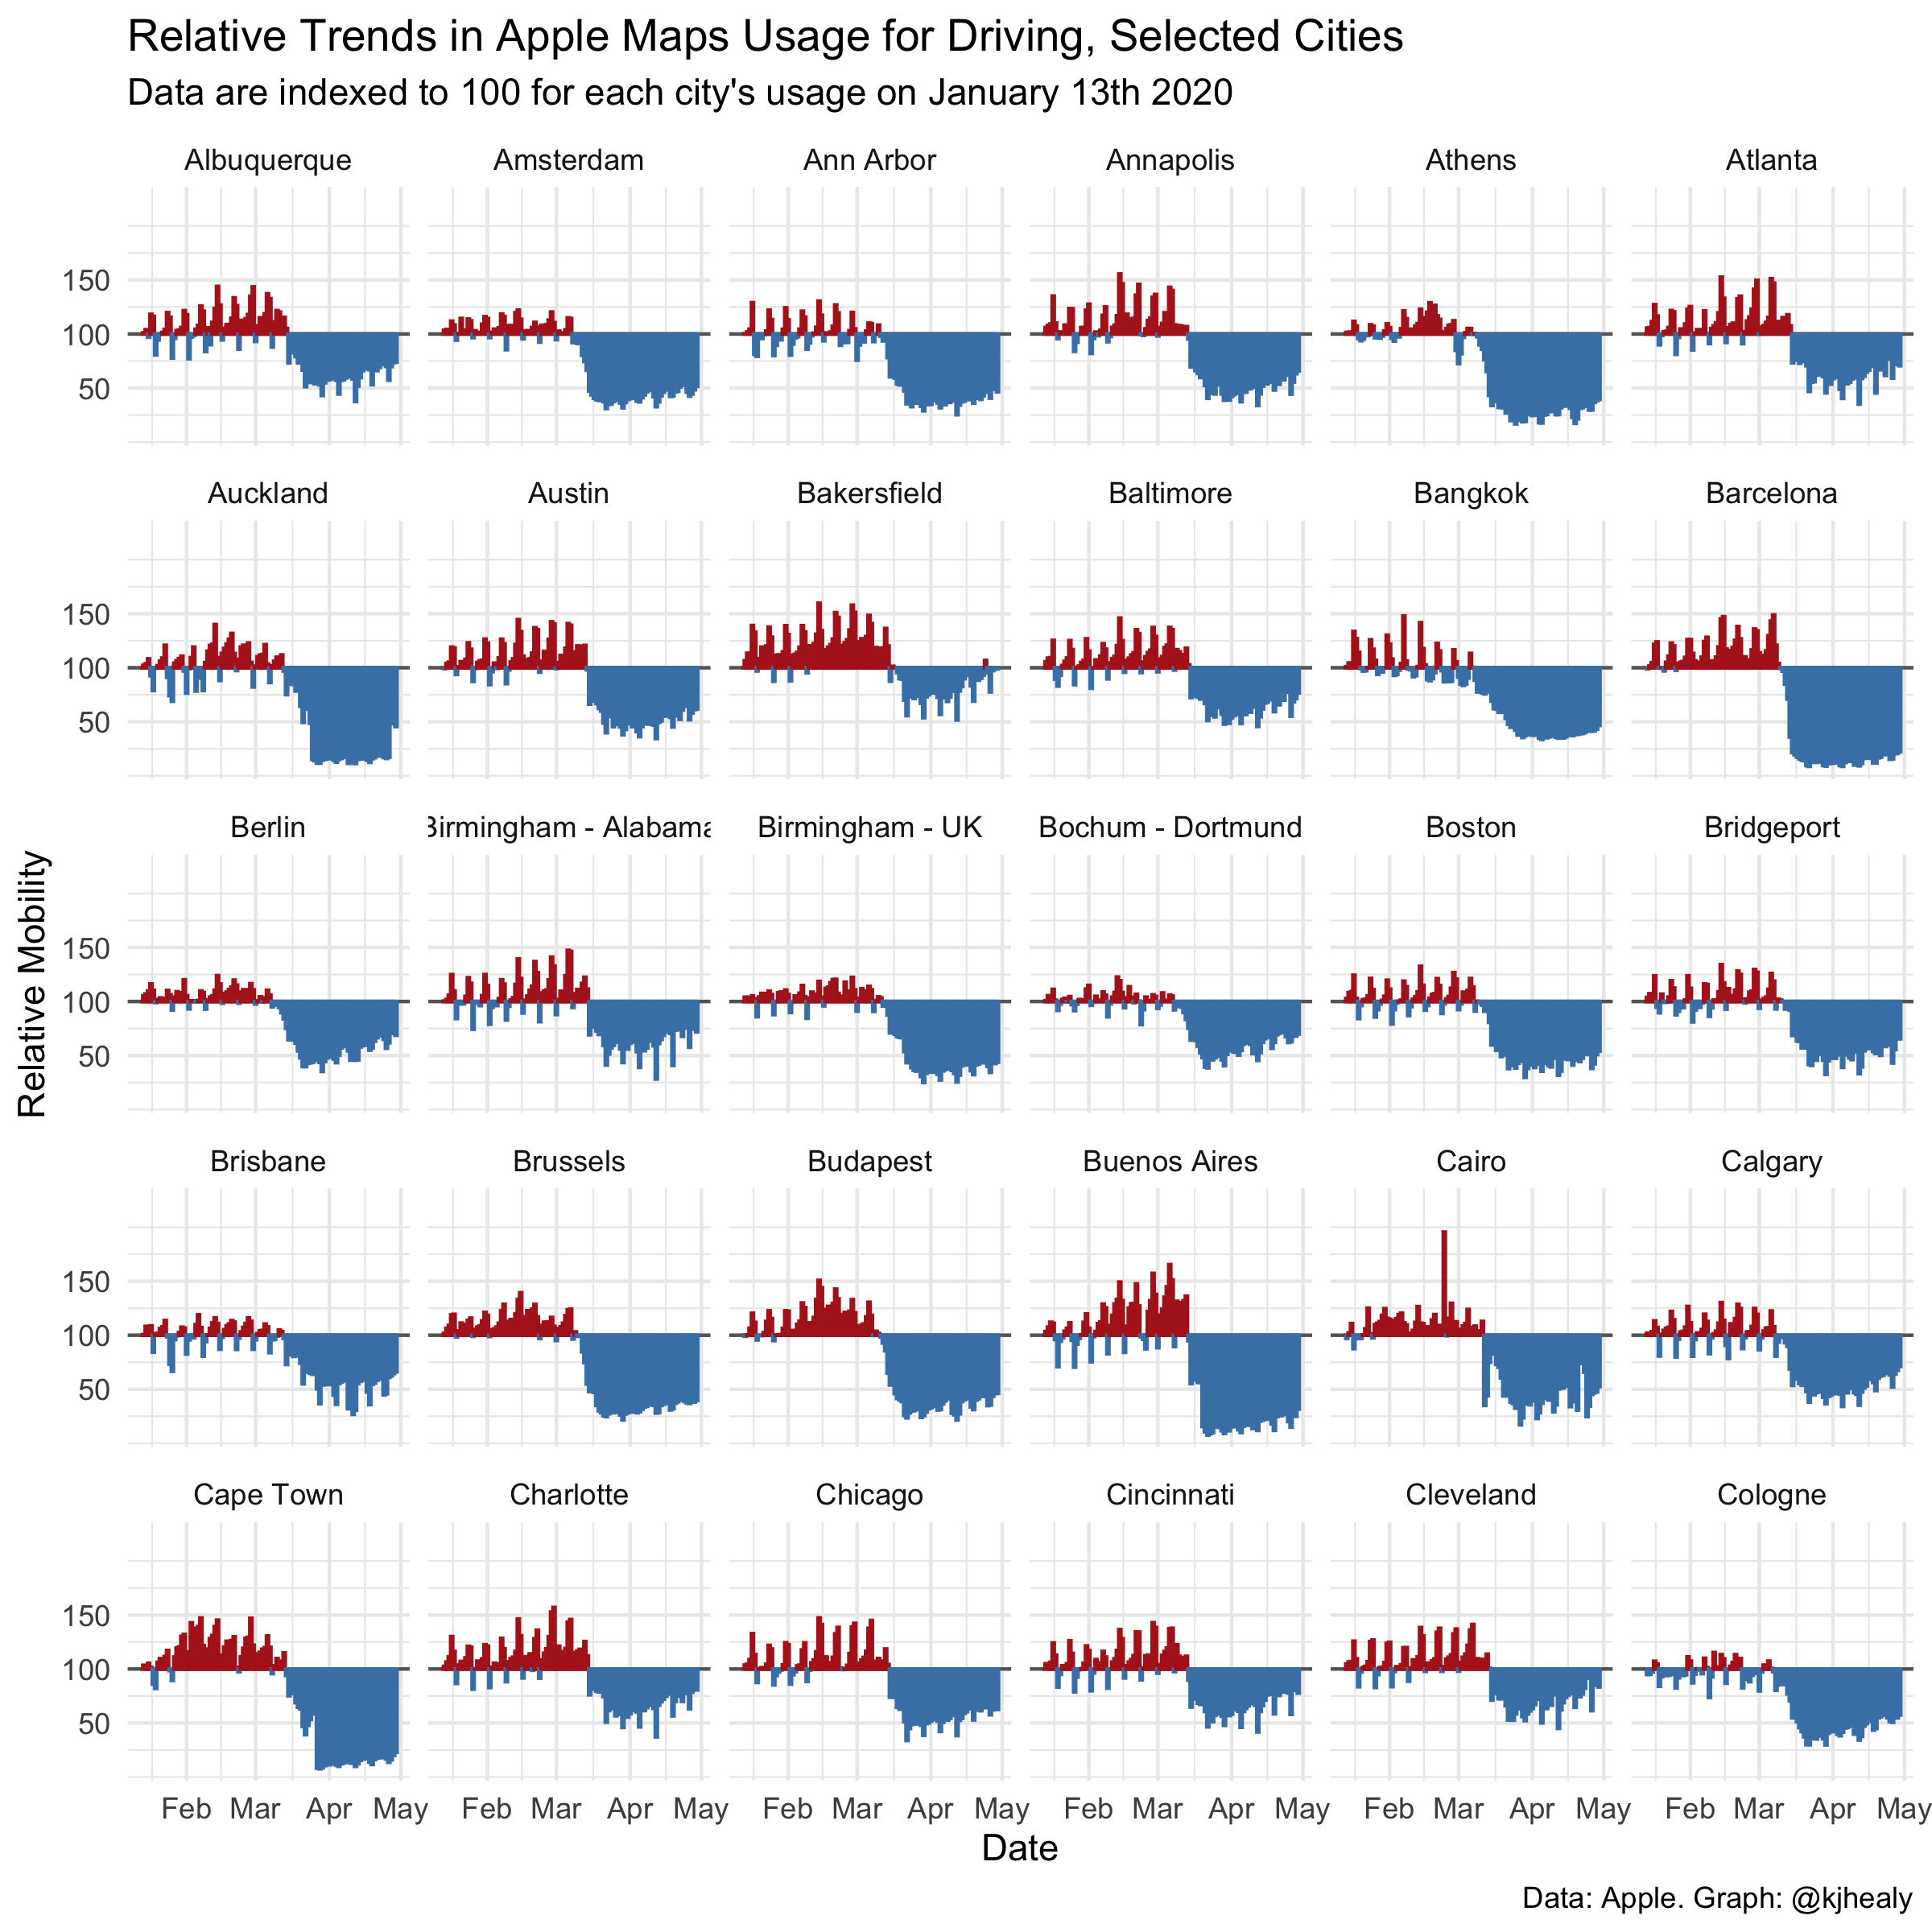 Relative Trends in Apple Maps Usage for Driving, Selected Cities
Data are indexed to 100 for each city's usage on January 13th 2020
Albuquerque Amsterdam Ann Arbor Annapolis Athens Atlanta
150
100
50
Auckland Austin Bakersfield Baltimore Bangkok Barcelona
150
100
50
Berlin Birmingham - Alabama Birmingham - UK Bochum - Dortmund Boston Bridgeport
150
100
50
Relative Mobility
Brisbane Brussels Budapest Buenos Aires Cairo Calgary
150
100
50
Cape Town Charlotte Chicago Cincinnati Cleveland Cologne
150
100
50
Feb Mar Apr May Feb Mar Apr May Feb Mar Apr May Feb Mar Apr May Feb Mar Apr May Feb Mar Apr May
Date
Data: Apple. Graph: @kjhealy